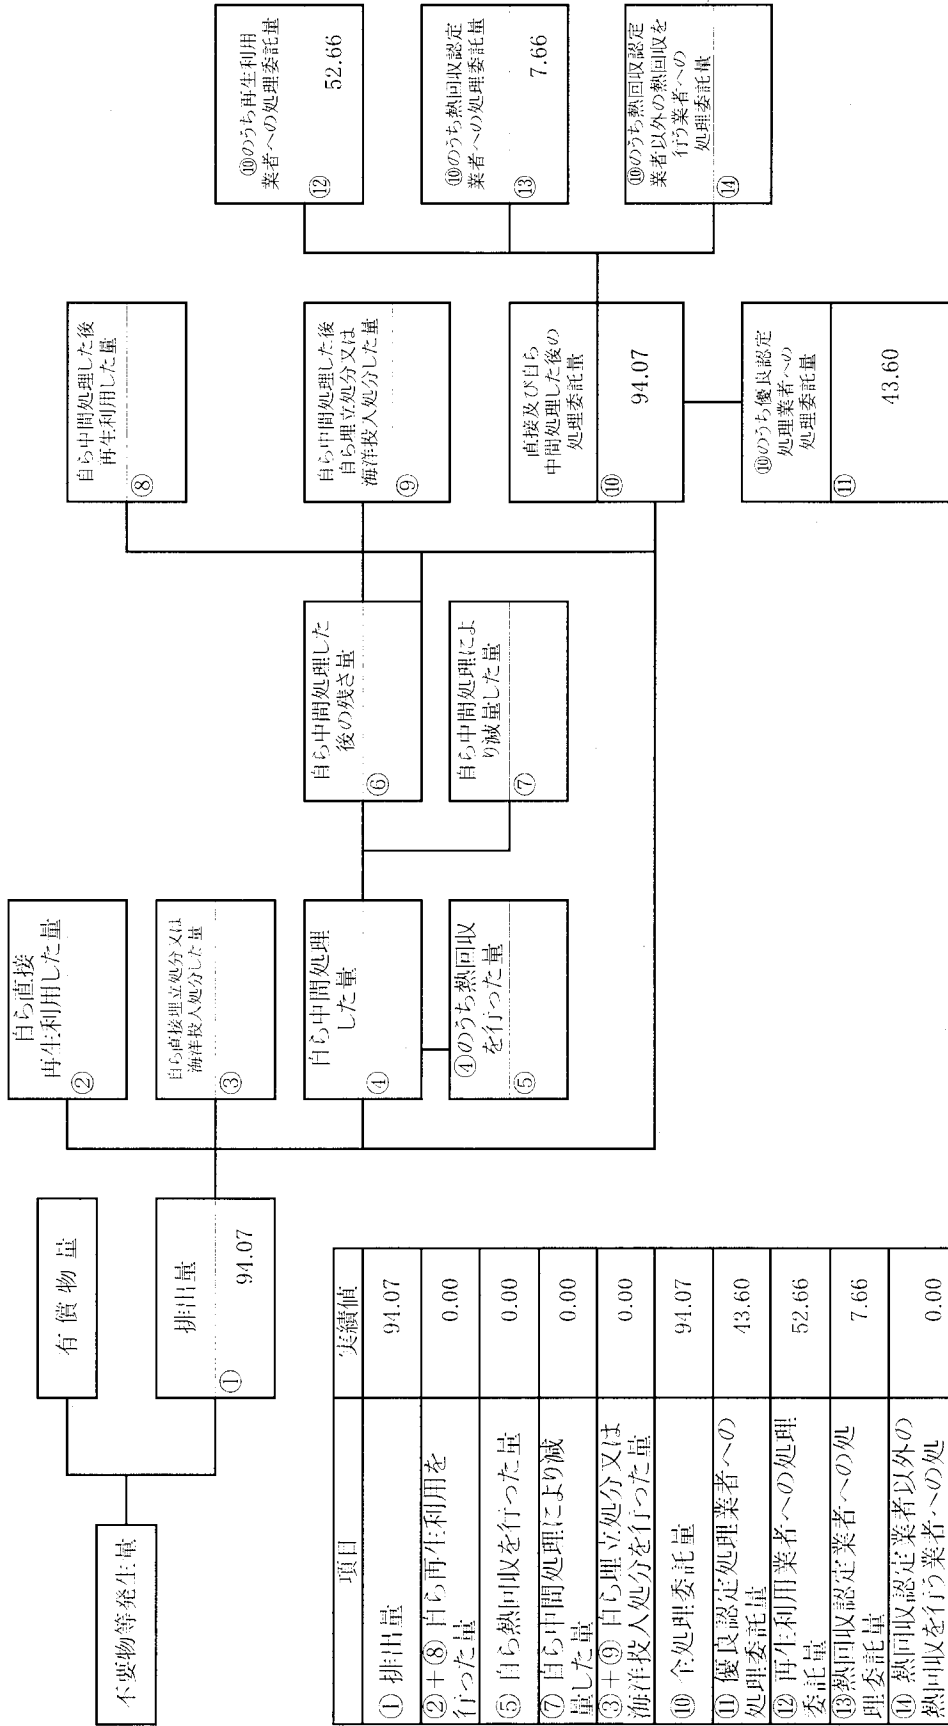 不要物等発生量
有償物量
排出量
①
94.07
自ら直接
再生利用した量
②
自ら直接埋立処分又は
海洋投入処分した量
③
自ら中間処理
した量
④
④のうち熱回収
を行った量
⑤
自ら中間処理した
後の残さ量
⑥
自ら中間処理によ
り減量した量
⑦
自ら中間処理した後
再生利用した量
⑧
自ら中間処理した後
自ら埋立処分又は
海洋投入処分した量
⑨
直接及び自ら
中間処理した後の
処理委託量
⑩
94.07
⑩のうち優良認定
処理業者への
処理委託量
⑪
43.60
⑩のうち再生利用
業者への処理委託量
⑫
52.66
⑩のうち熱回収認定
業者への処理委託量
⑬
7.66
⑩のうち熱回収認定
業者以外の熱回収を
行う業者への
処理委託量
⑭
項目 実績値
① 排出量 94.07
②+⑧ 自ら再生利用を
行った量 0.00
⑤ 自ら熱回収を行った量 0.00
⑦ 自ら中間処理により減
量した量 0.00
③+⑨ 自ら埋立処分又は
海洋投入処分を行った量 0.00
⑩ 全処理委託量 94.07
⑪ 優良認定処理業者への
処理委託量 43.60
⑫ 再生利用業者への処理
委託量 52.66
⑬熱回収認定業者への処
理委託量 7.66
⑭ 熱回収認定業者以外の
熱回収を行う業者への処 0.00